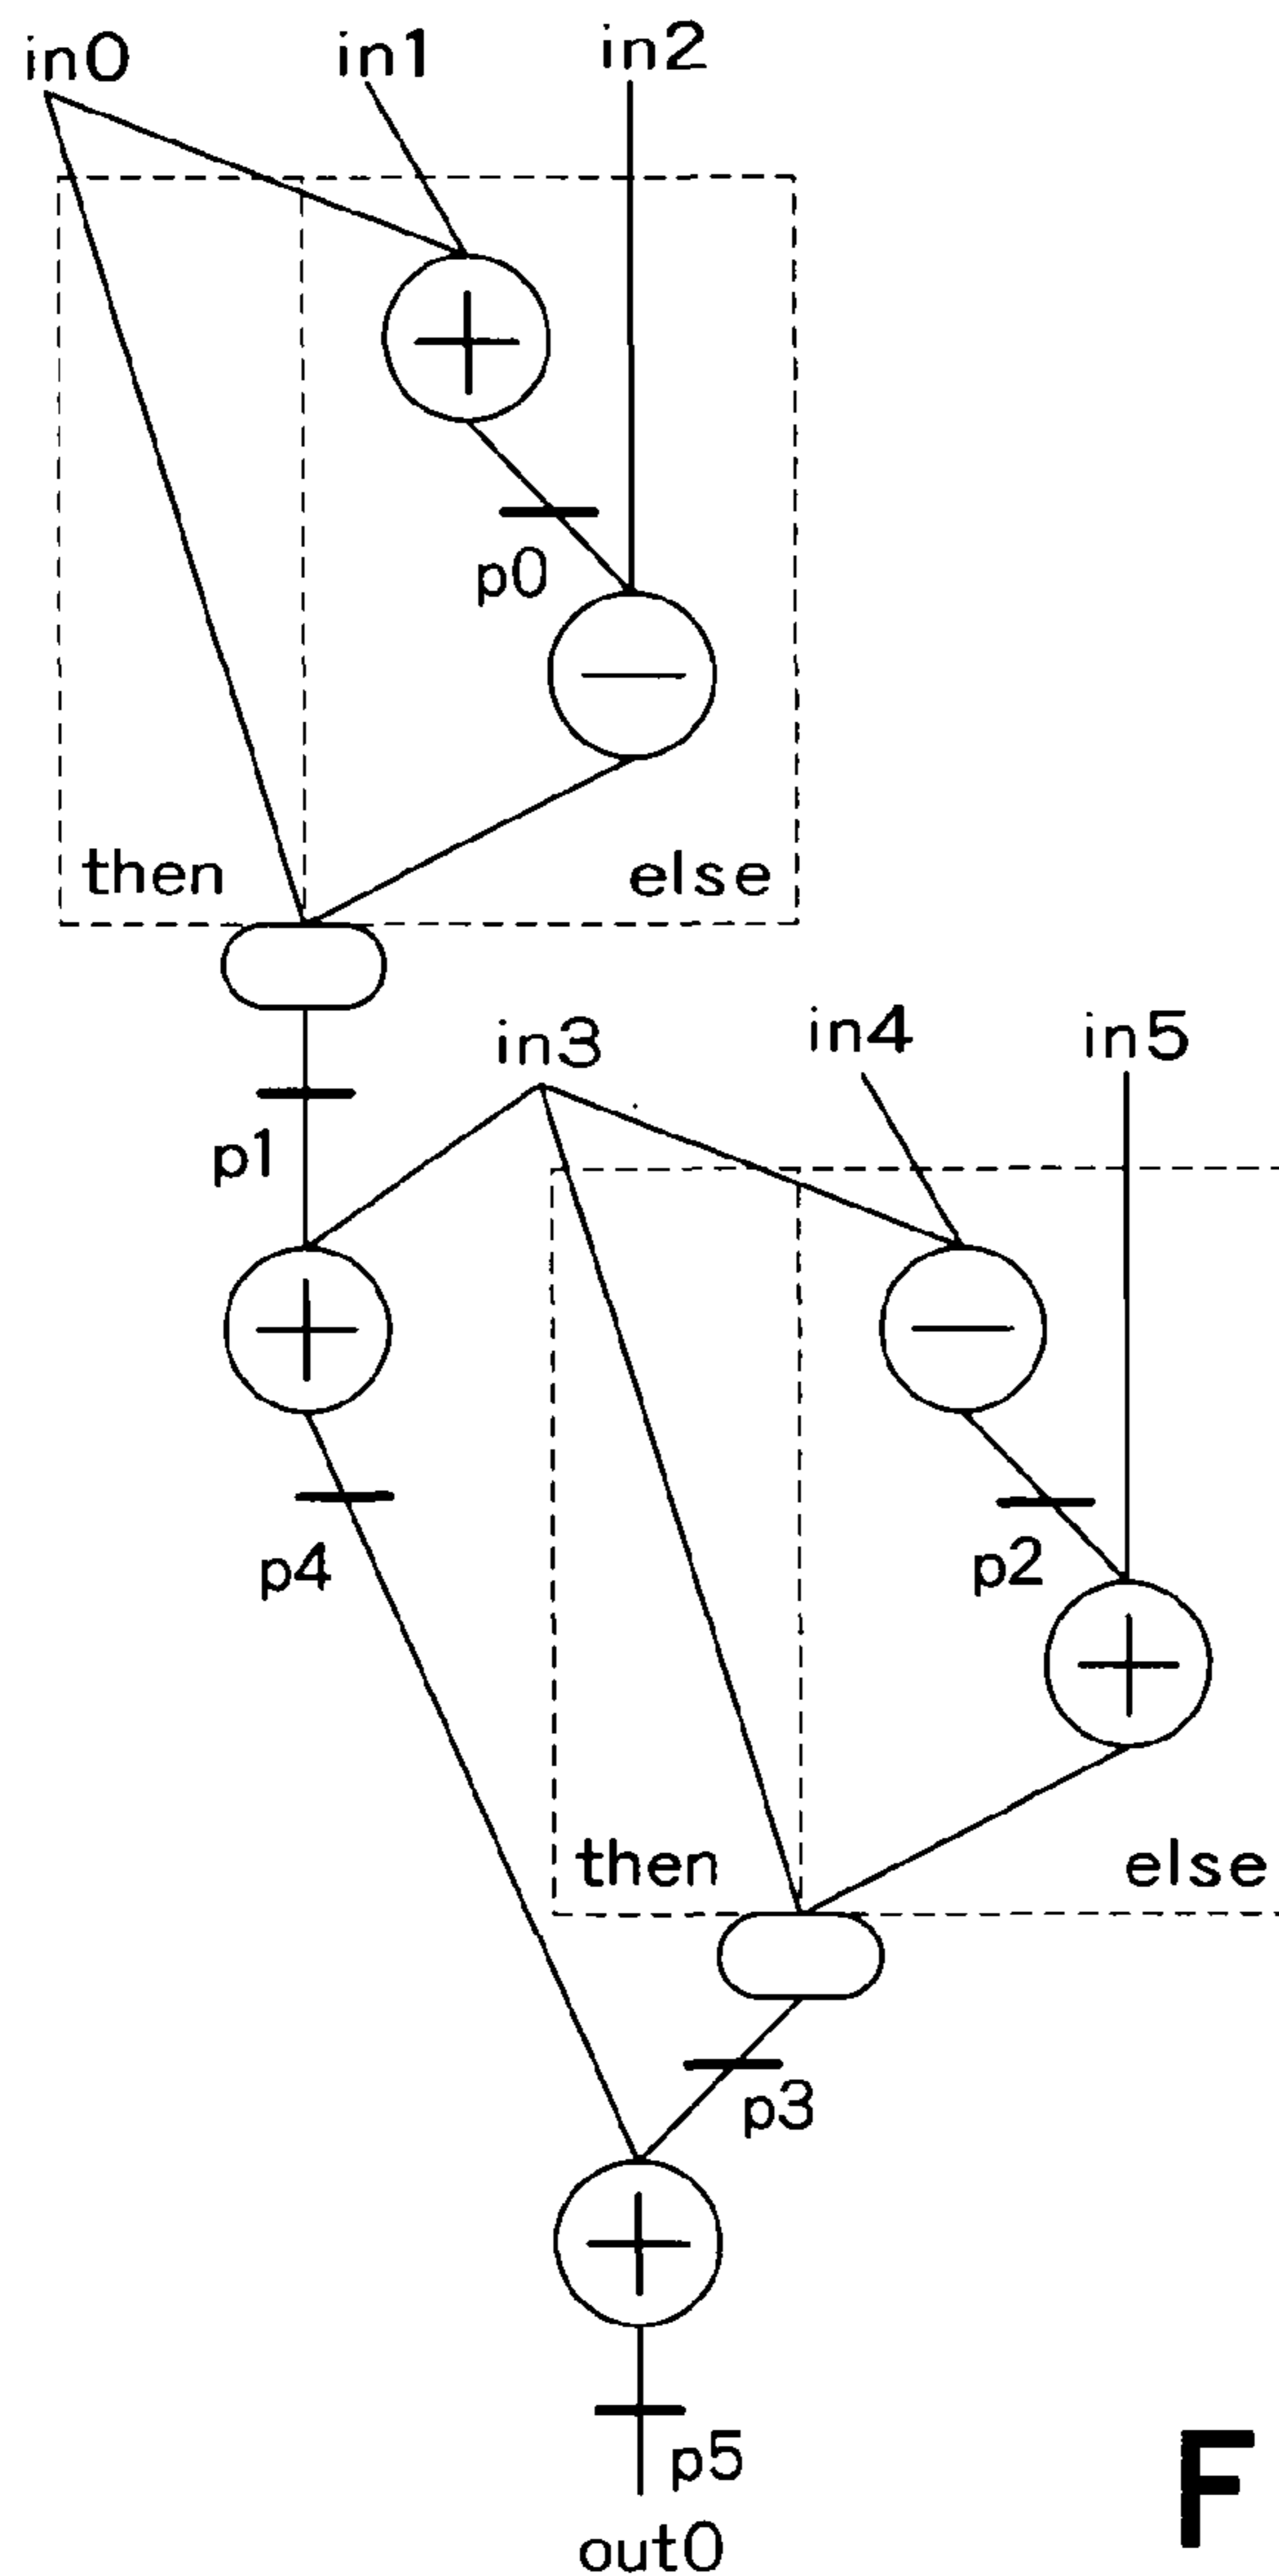 in0 in1 in2
p0
then else
p1
in3 in4 in5
p4
p2
then else
p3
p5
out0
F